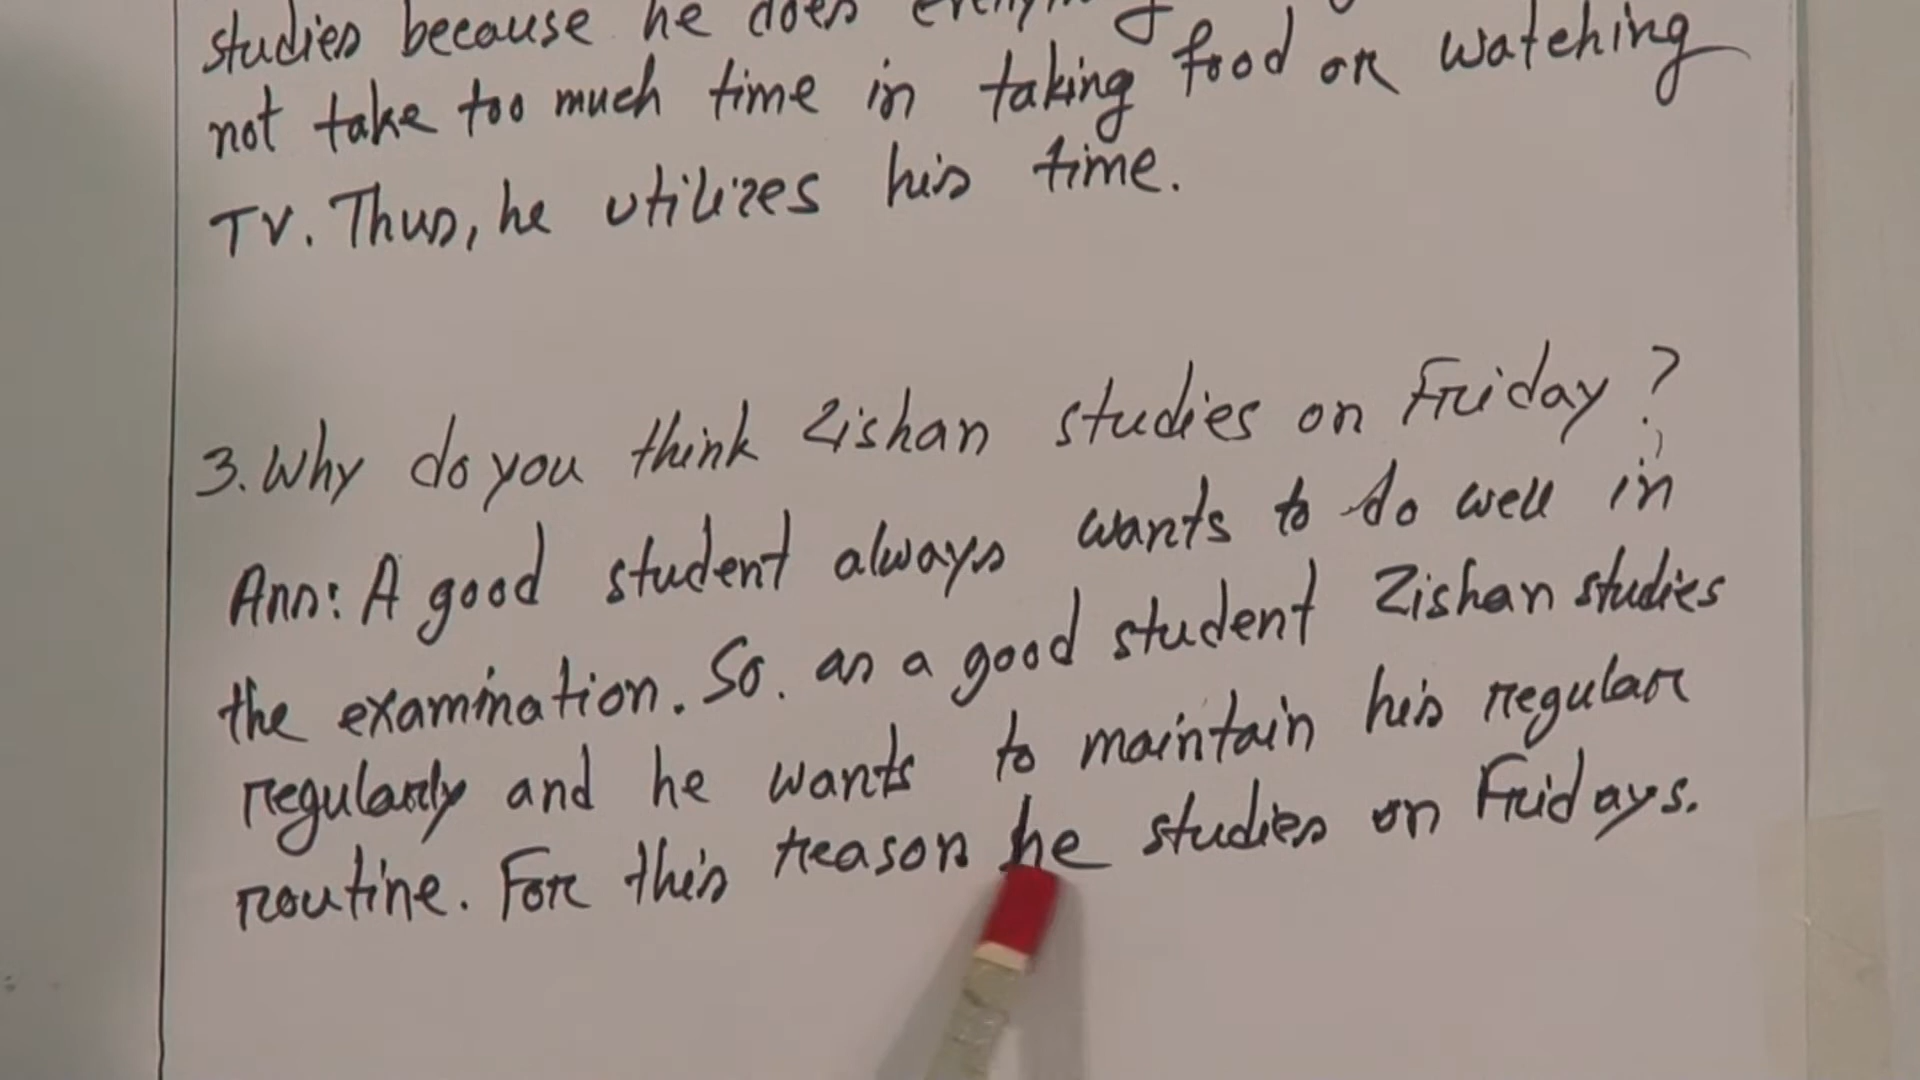 studies because he does
not take too much time in taking food or watching
TV. Thus, he utilizes his time.
3. Why do you think Zishan studies on Friday?
Ans: A good student always wants to do well in
the examination. So. as a good student Zishan studies
regularly and he wants to maintain his regular
routine. For this reason he studies on Fridays.